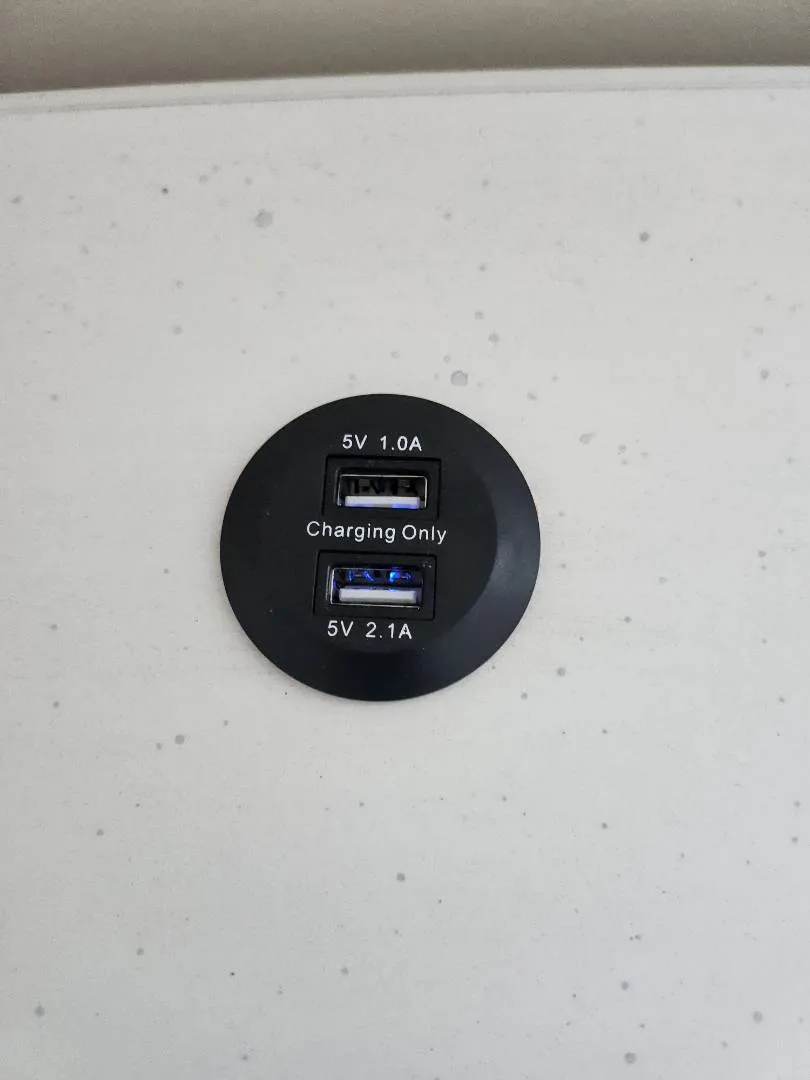 5V 1.0A
Charging Only
5V 2.1A